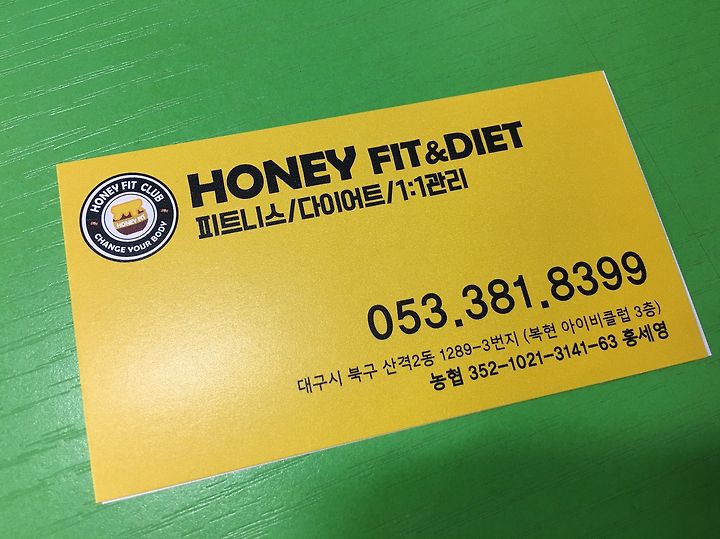 HONEY FIT CLUB
HONEY FIT
CHANGE YOUR BODY
HONEY FIT&DIET
피트니스/다이어트/1:1관리
053.381.8399
대구시 북구 산격2동 1289-3번지 (복현 아이비클럽 3층)
농협 352-1021-3141-63 홍세영